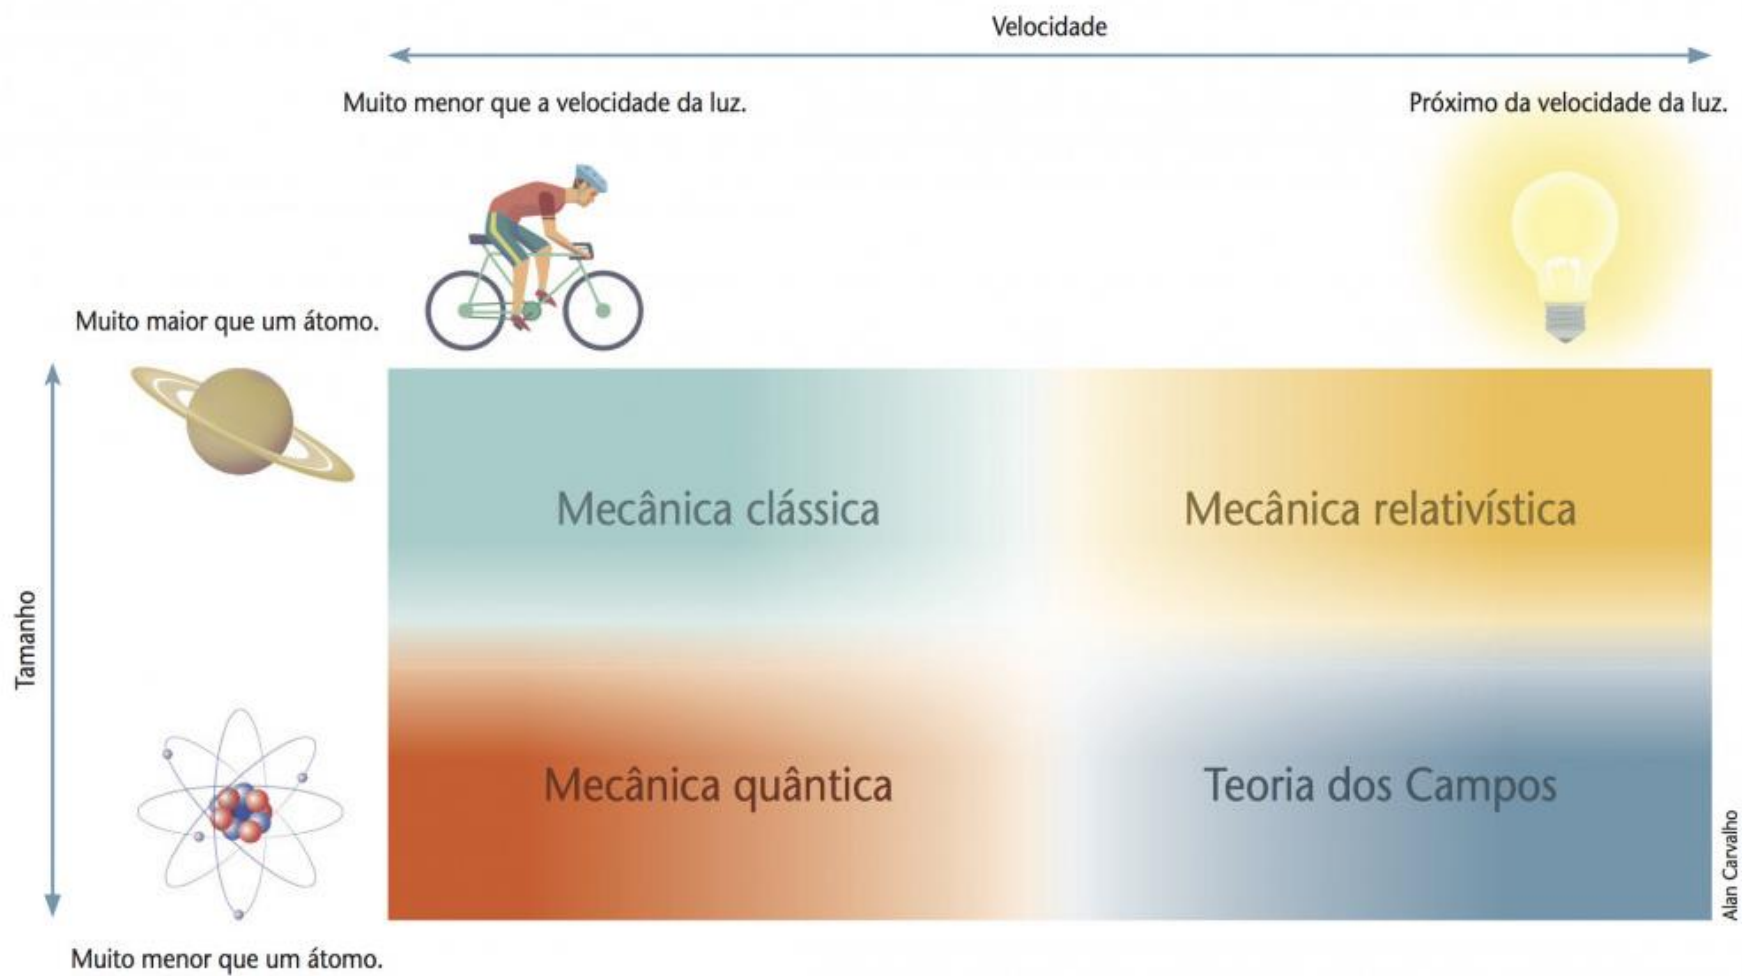 Velocidade
Muito menor que a velocidade da luz.
Próximo da velocidade da luz.
Muito maior que um átomo.
Tamanho
Mecânica clássica
Mecânica relativística
Mecânica quântica
Teoria dos Campos
Alan Carvalho
Muito menor que um átomo.